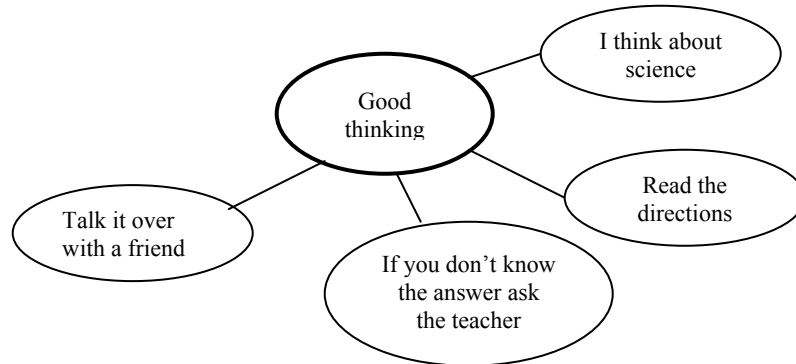 I think about
science
Good
thinking
Read the
directions
Talk it over
with a friend
If you don’t know
the answer ask
the teacher